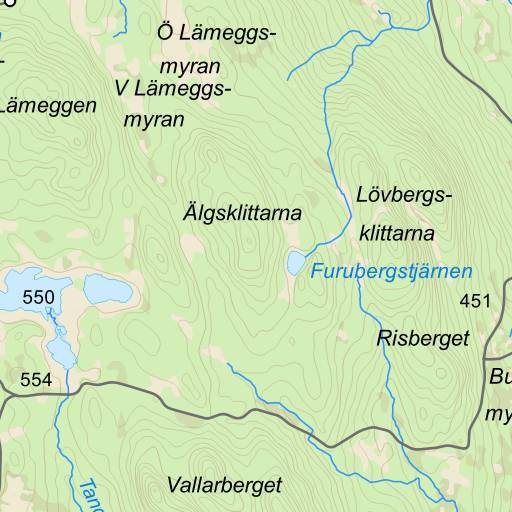 Ö Lämeggs-
myran
V Lämeggs-
myran
Lämeggen
Älgsklittarna
Lövbergs-
klittarna
Furubergstjärnen
550
451
Risberget
554
Vallarberget